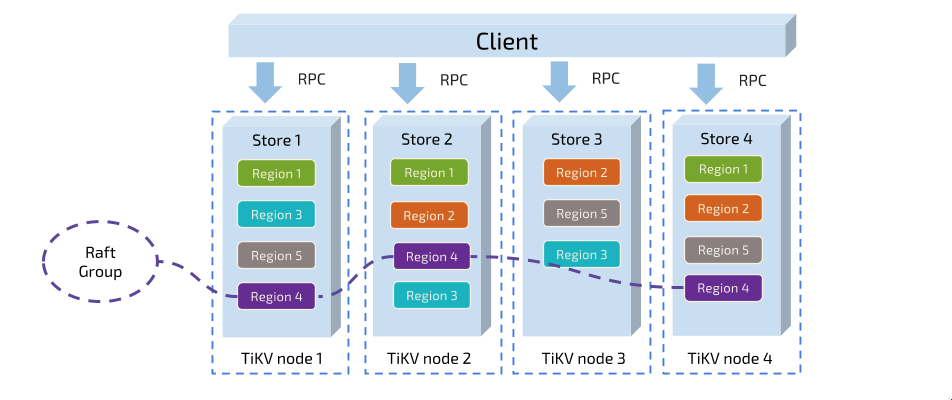 Client
RPC
RPC
RPC
RPC
Store 1
Region 1
Region 3
Region 5
Region 4
TiKV node 1
Store 2
Region 1
Region 2
Region 4
Region 3
TiKV node 2
Store 3
Region 2
Region 5
Region 3
TiKV node 3
Store 4
Region 1
Region 2
Region 5
Region 4
TiKV node 4
Raft
Group